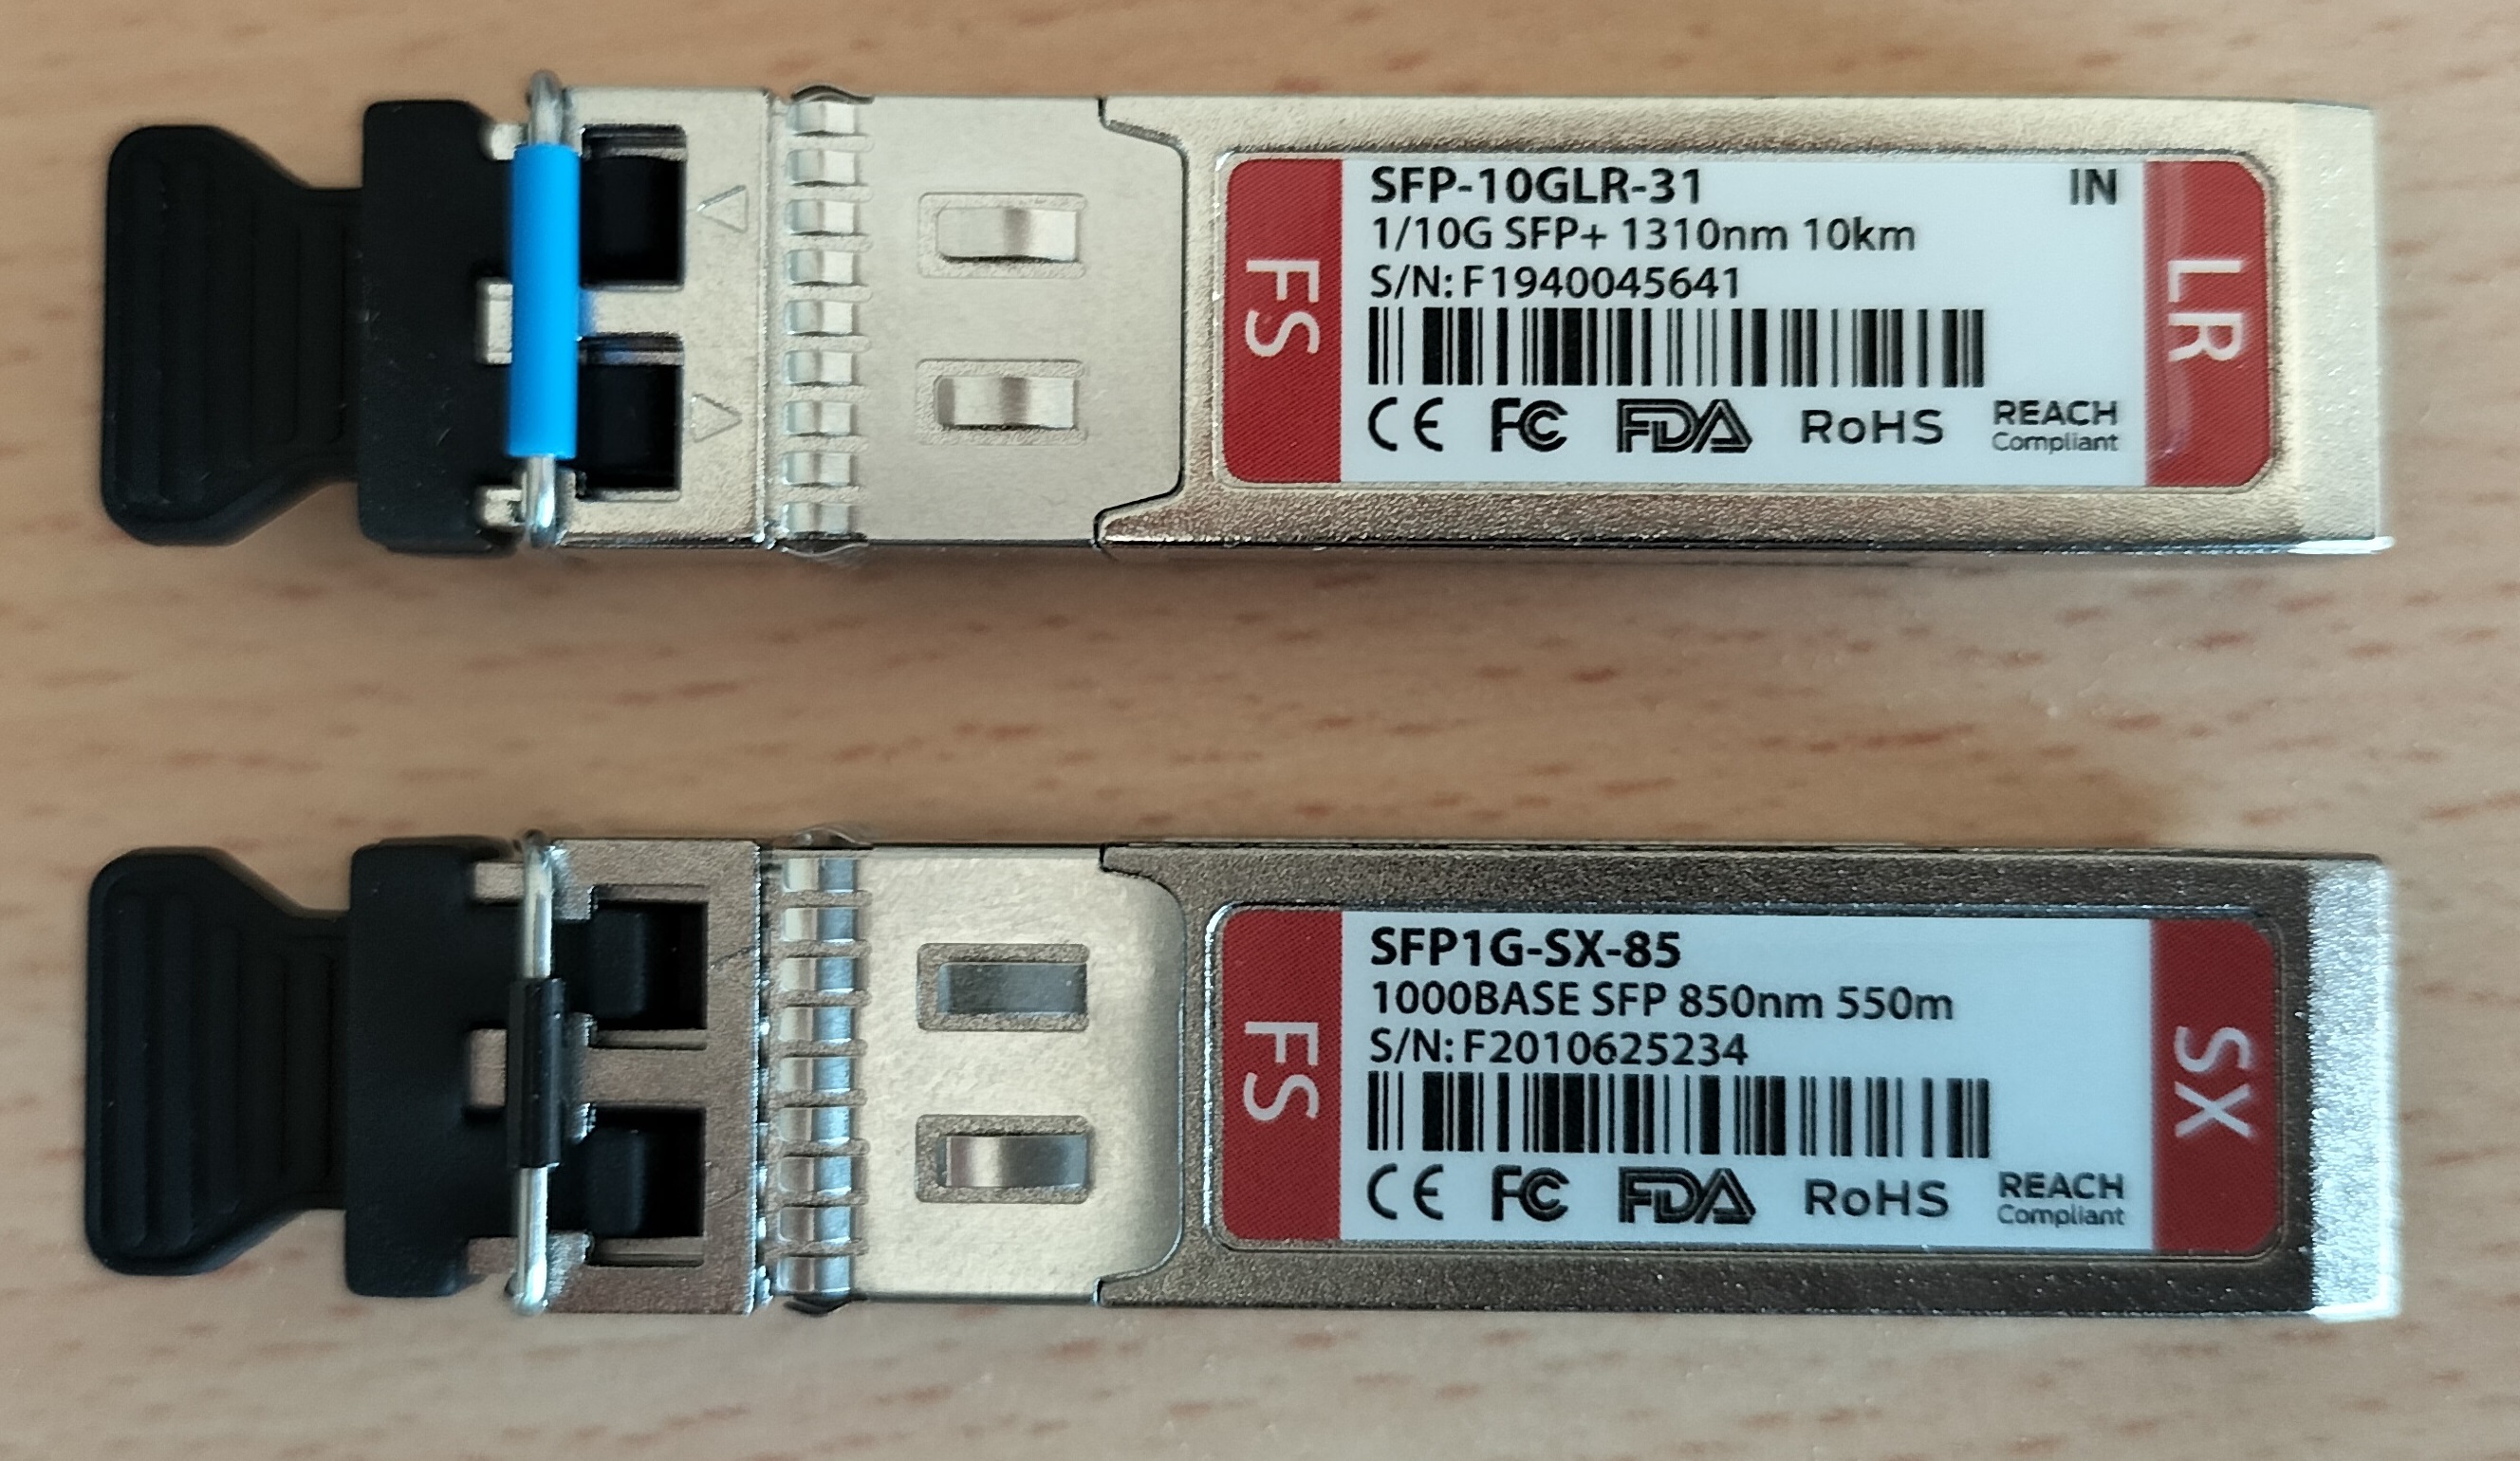 FS
SFP-10GLR-31 IN
1/10G SFP+ 1310nm 10km
S/N: F1940045641
CE FC FDA RoHS REACH Compliant
LR
FS
SFP1G-SX-85
1000BASE SFP 850nm 550m
S/N: F2010625234
CE FC FDA RoHS REACH Compliant
SX